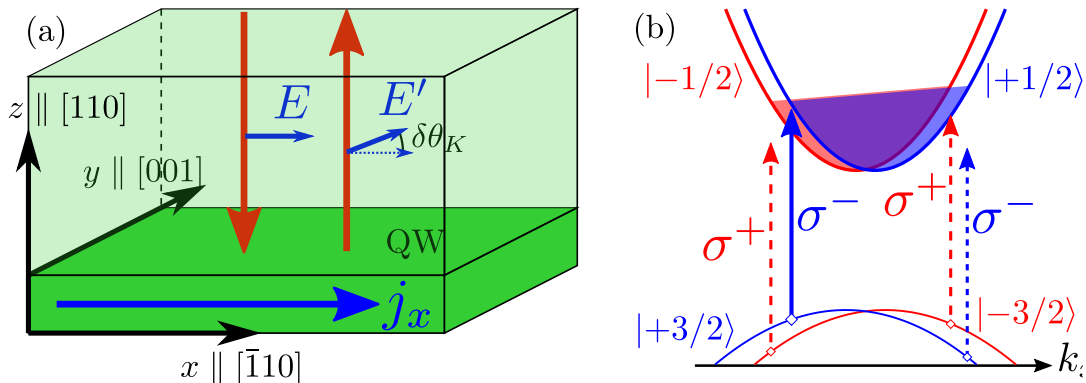 (a)
z ∥ [110]
E
E′
δθ_K
y ∥ [001]
QW
j_x
x ∥ [1̄10]
(b)
|−1/2⟩
|+1/2⟩
σ⁺
σ⁻
σ⁺
σ⁻
|+3/2⟩
|−3/2⟩
k